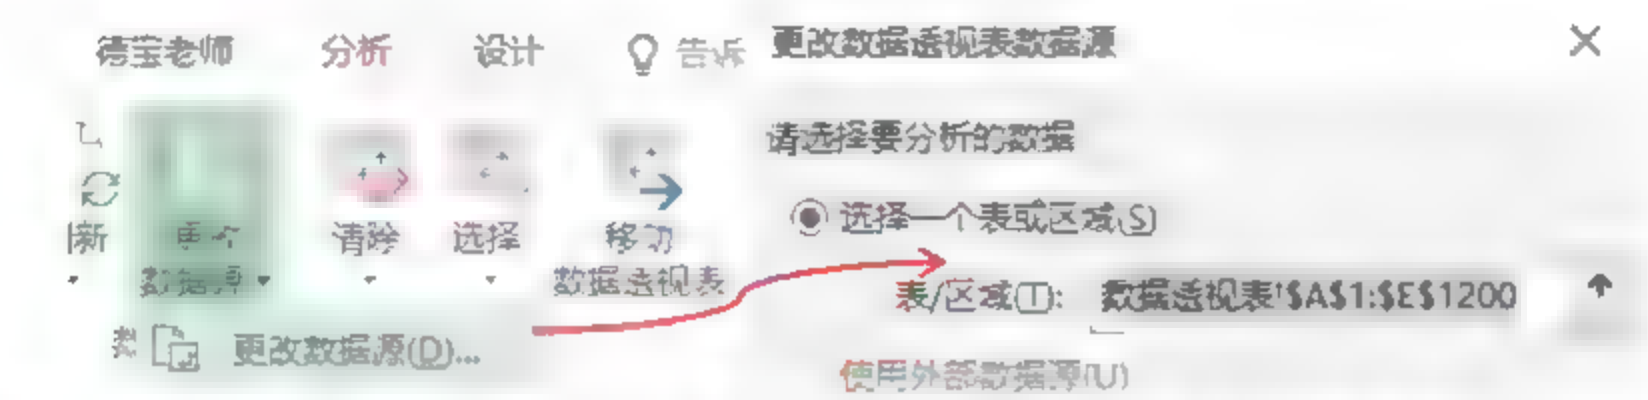 德宝老师 分析 设计 告诉
新 更改 清除 选择 移动
数据源 数据透视表
更改数据源(D)...
更改数据透视表数据源
请选择要分析的数据
选择一个表或区域(S)
表/区域(T): 数据透视表'!$A$1:$E$1200
使用外部数据源(U)